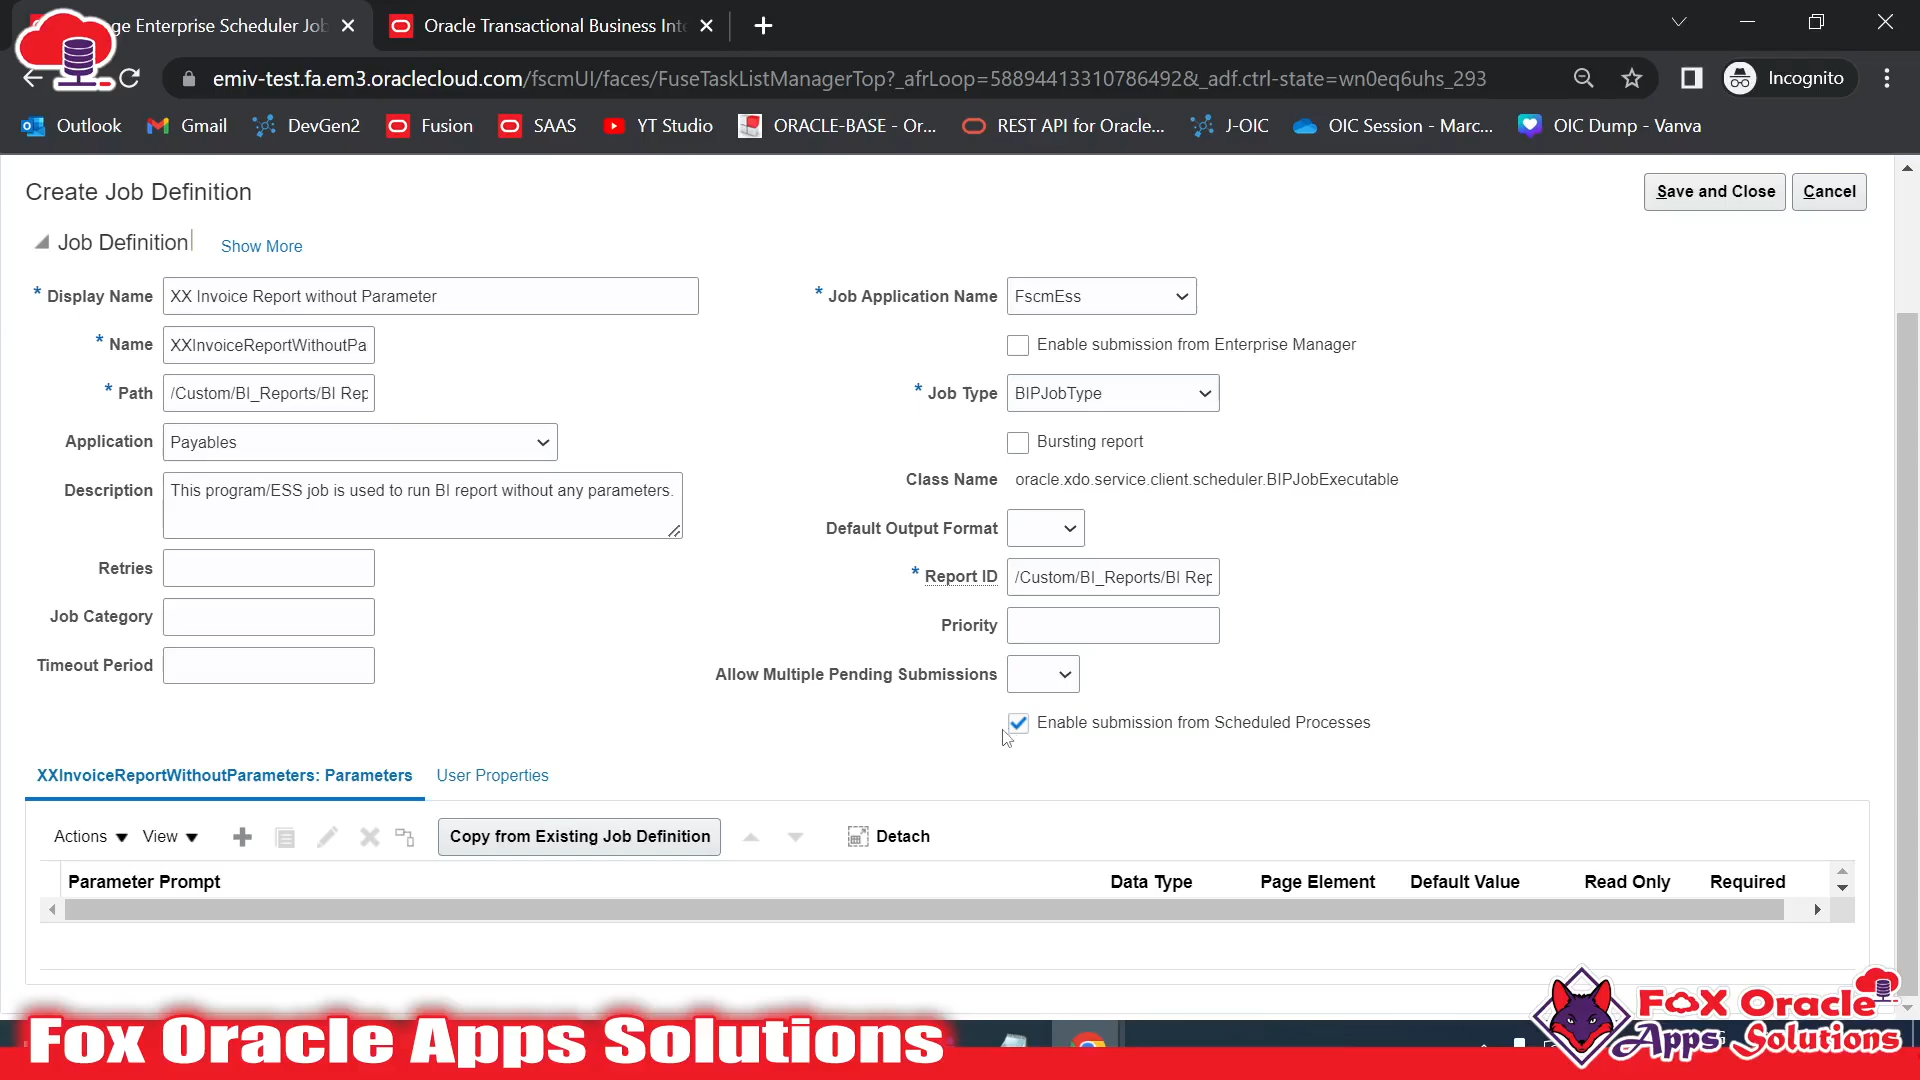 ge Enterprise Scheduler Job
Oracle Transactional Business Inte
emiv-test.fa.em3.oraclecloud.com/fscmUI/faces/FuseTaskListManagerTop?_afrLoop=58894413310786492&_adf.ctrl-state=wn0eq6uhs_293
Incognito
Outlook
Gmail
DevGen2
Fusion
SAAS
YT Studio
ORACLE-BASE - Or...
REST API for Oracle...
J-OIC
OIC Session - Marc...
OIC Dump - Vanva
Create Job Definition
Save and Close
Cancel
Job Definition
Show More
* Display Name
XX Invoice Report without Parameter
* Job Application Name
FscmEss
* Name
XXInvoiceReportWithoutPa
Enable submission from Enterprise Manager
* Path
/Custom/BI_Reports/BI Rep
* Job Type
BIPJobType
Application
Payables
Bursting report
Description
This program/ESS job is used to run BI report without any parameters.
Class Name
oracle.xdo.service.client.scheduler.BIPJobExecutable
Default Output Format
Retries
* Report ID
/Custom/BI_Reports/BI Rep
Job Category
Priority
Timeout Period
Allow Multiple Pending Submissions
Enable submission from Scheduled Processes
XXInvoiceReportWithoutParameters: Parameters
User Properties
Actions
View
Copy from Existing Job Definition
Detach
Parameter Prompt
Data Type
Page Element
Default Value
Read Only
Required
Fox Oracle Apps Solutions
Fox Oracle
Apps Solutions